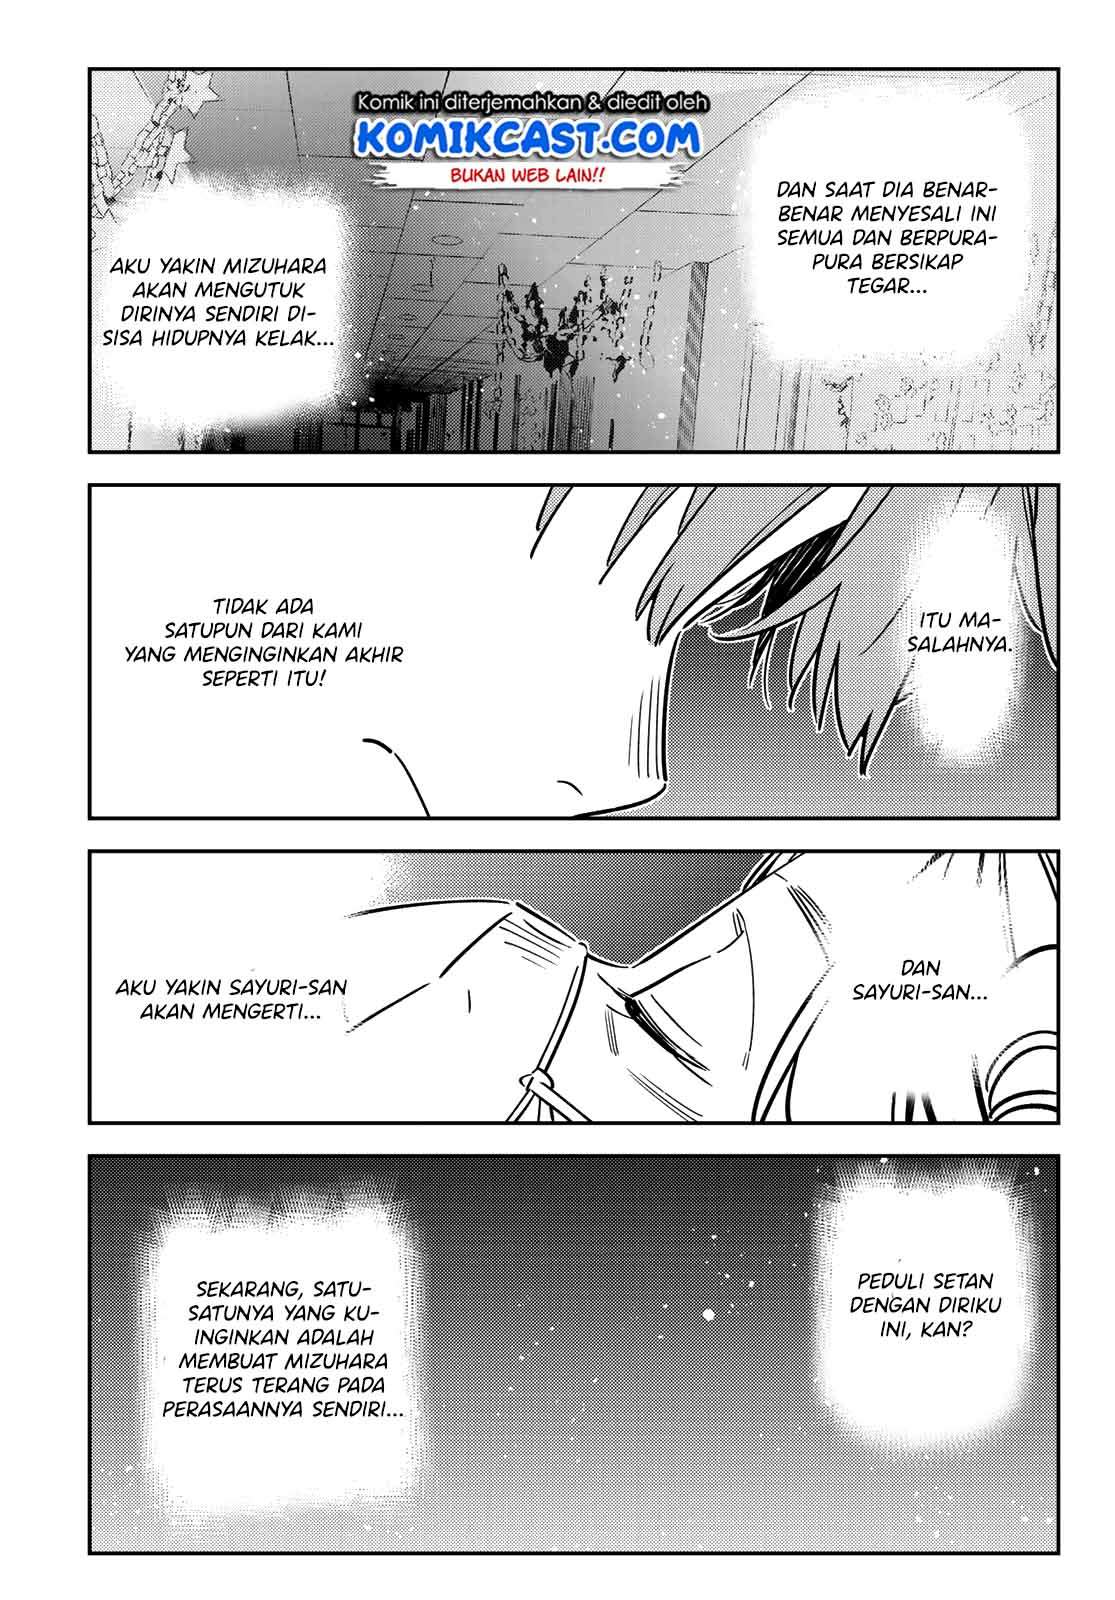 Komik ini diterjemahkan & diedit oleh
KOMIKCAST.COM
BUKAN WEB LAIN!!
DAN SAAT DIA BENAR-
BENAR MENYESALI INI
SEMUA DAN BERPURA-
PURA BERSIKAP
TEGAR...
AKU YAKIN MIZUHARA
AKAN MENGUTUK
DIRINYA SENDIRI DI-
SISA HIDUPNYA KELAK...
ITU MA-
SALAHNYA.
TIDAK ADA
SATUPUN DARI KAMI
YANG MENGINGINKAN AKHIR
SEPERTI ITU!
DAN
SAYURI-SAN...
AKU YAKIN SAYURI-SAN
AKAN MENGERTI...
PEDULI SETAN
DENGAN DIRIKU
INI, KAN?
SEKARANG, SATU-
SATUNYA YANG KU-
INGINKAN ADALAH
MEMBUAT MIZUHARA
TERUS TERANG PADA
PERASAANNYA SENDIRI...